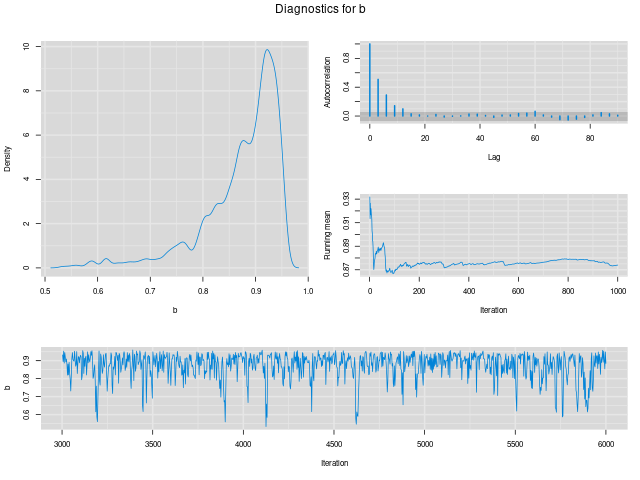 Diagnostics for b
Density
0 2 4 6 8 10
0.5 0.6 0.7 0.8 0.9 1.0
b
Autocorrelation
0.0 0.4 0.8
0 20 40 60 80
Lag
Running mean
0.87 0.89 0.91 0.93
0 200 400 600 800 1000
Iteration
b
0.6 0.7 0.8 0.9
3000 3500 4000 4500 5000 5500 6000
Iteration